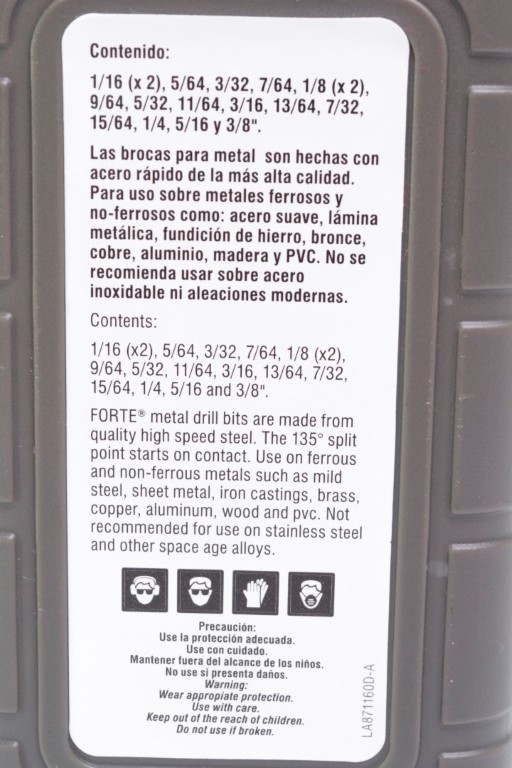 Contenido:
1/16 (x 2), 5/64, 3/32, 7/64, 1/8 (x 2),
9/64, 5/32, 11/64, 3/16, 13/64, 7/32,
15/64, 1/4, 5/16 y 3/8".
Las brocas para metal son hechas con
acero rápido de la más alta calidad.
Para uso sobre metales ferrosos y
no-ferrosos como: acero suave, lámina
metálica, fundición de hierro, bronce,
cobre, aluminio, madera y PVC. No se
recomienda usar sobre acero
inoxidable ni aleaciones modernas.
Contents:
1/16 (x2), 5/64, 3/32, 7/64, 1/8 (x2),
9/64, 5/32, 11/64, 3/16, 13/64, 7/32,
15/64, 1/4, 5/16 and 3/8".
FORTE® metal drill bits are made from
quality high speed steel. The 135° split
point starts on contact. Use on ferrous
and non-ferrous metals such as mild
steel, sheet metal, iron castings, brass,
copper, aluminum, wood and pvc. Not
recommended for use on stainless steel
and other space age alloys.
Precaución:
Use la protección adecuada.
Use con cuidado.
Mantener fuera del alcance de los niños.
No use si presenta daños.
Warning:
Wear appropiate protection.
Use with care.
Keep out of the reach of children.
Do not use if broken.
LA871160D-A